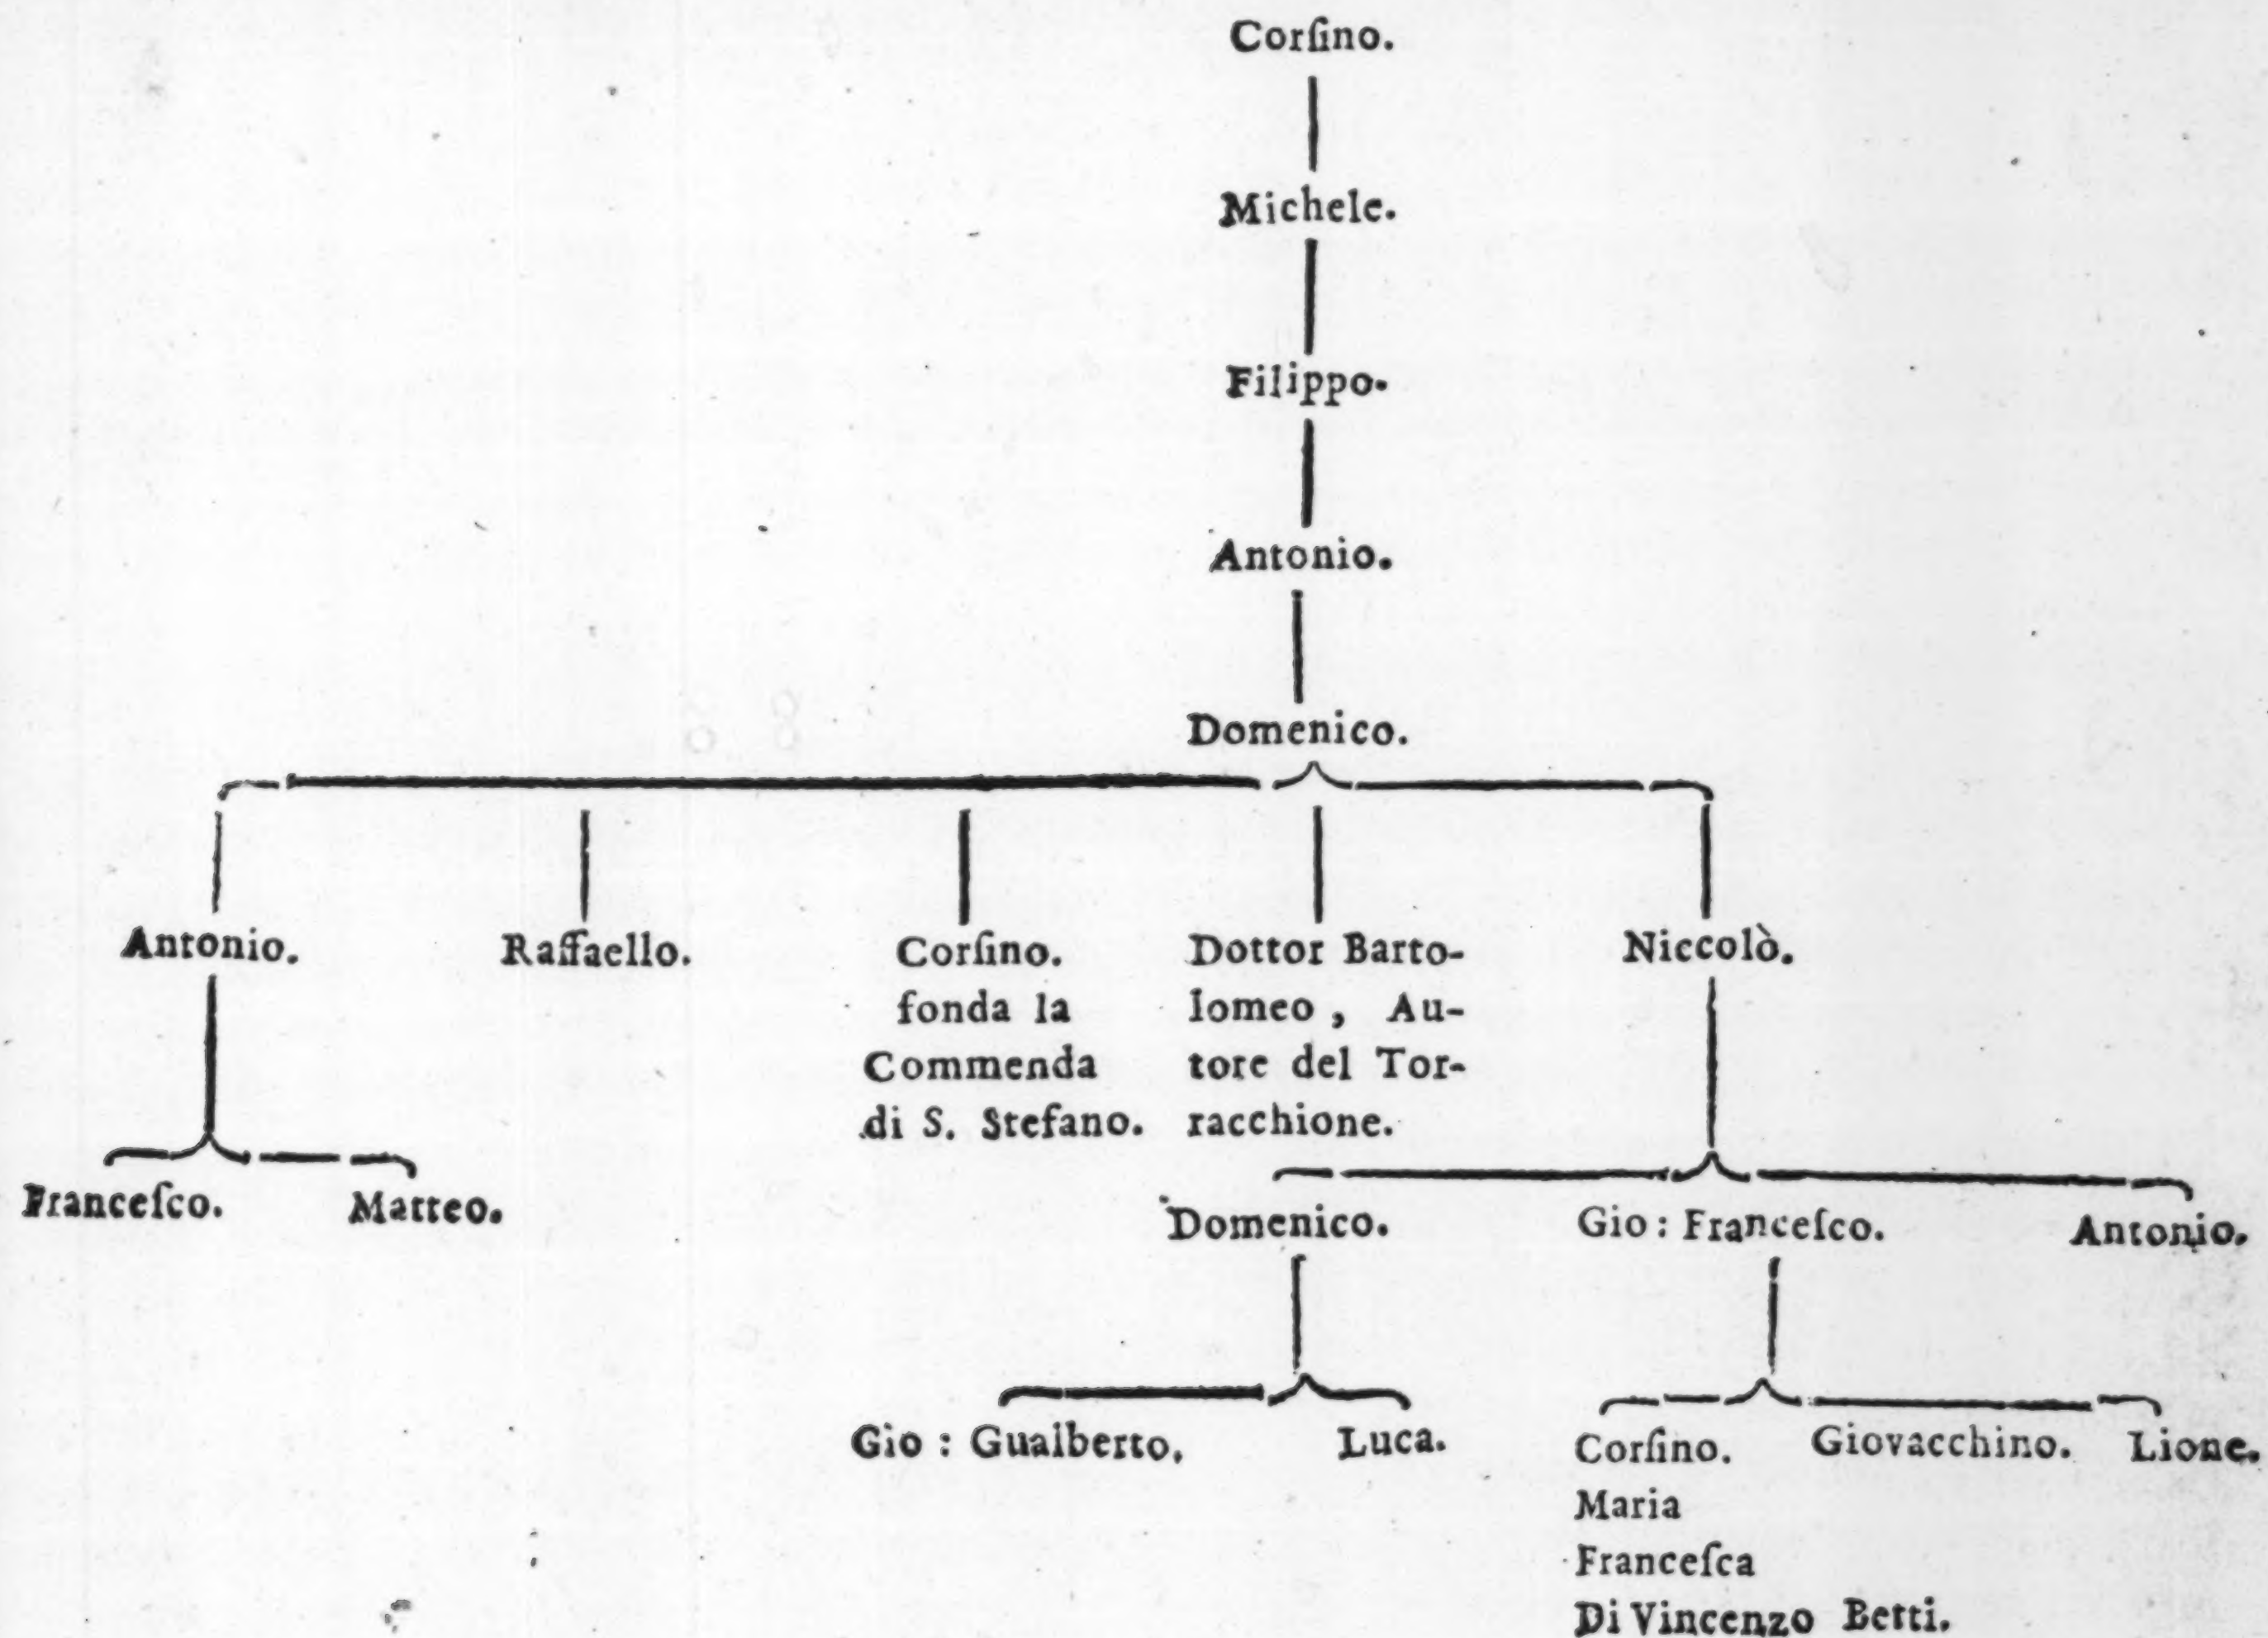 Corſino.
Michele.
Filippo.
Antonio.
Domenico.
Antonio.
Raffaello.
Corſino.
fonda la
Commenda
di S. Stefano.
Dottor Barto-
lomeo, Au-
tore del Tor-
racchione.
Niccolò.
Franceſco.
Matteo.
Domenico.
Gio: Franceſco.
Antonio.
Gio: Gualberto.
Luca.
Corſino.
Maria
Franceſca
Di Vincenzo Betti.
Giovacchino.
Lione.